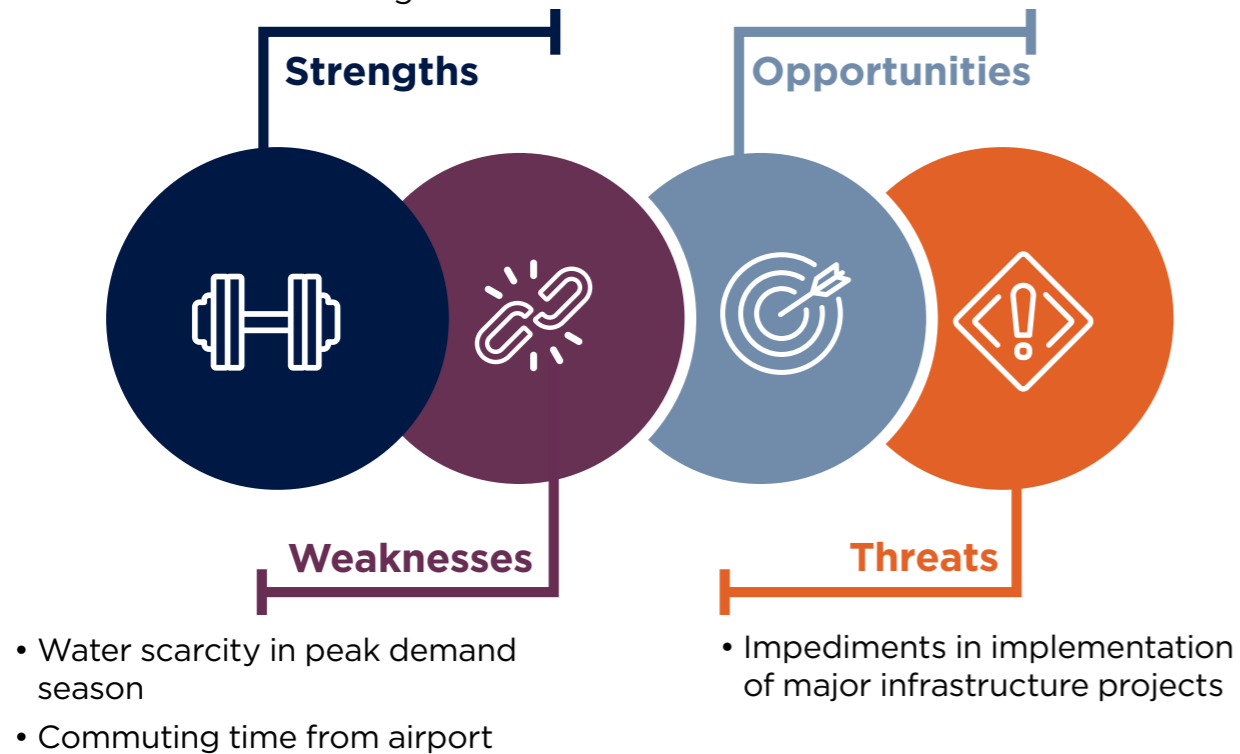 Strengths
Opportunities
Weaknesses
Threats
• Water scarcity in peak demand
season
• Commuting time from airport
• Impediments in implementation
of major infrastructure projects